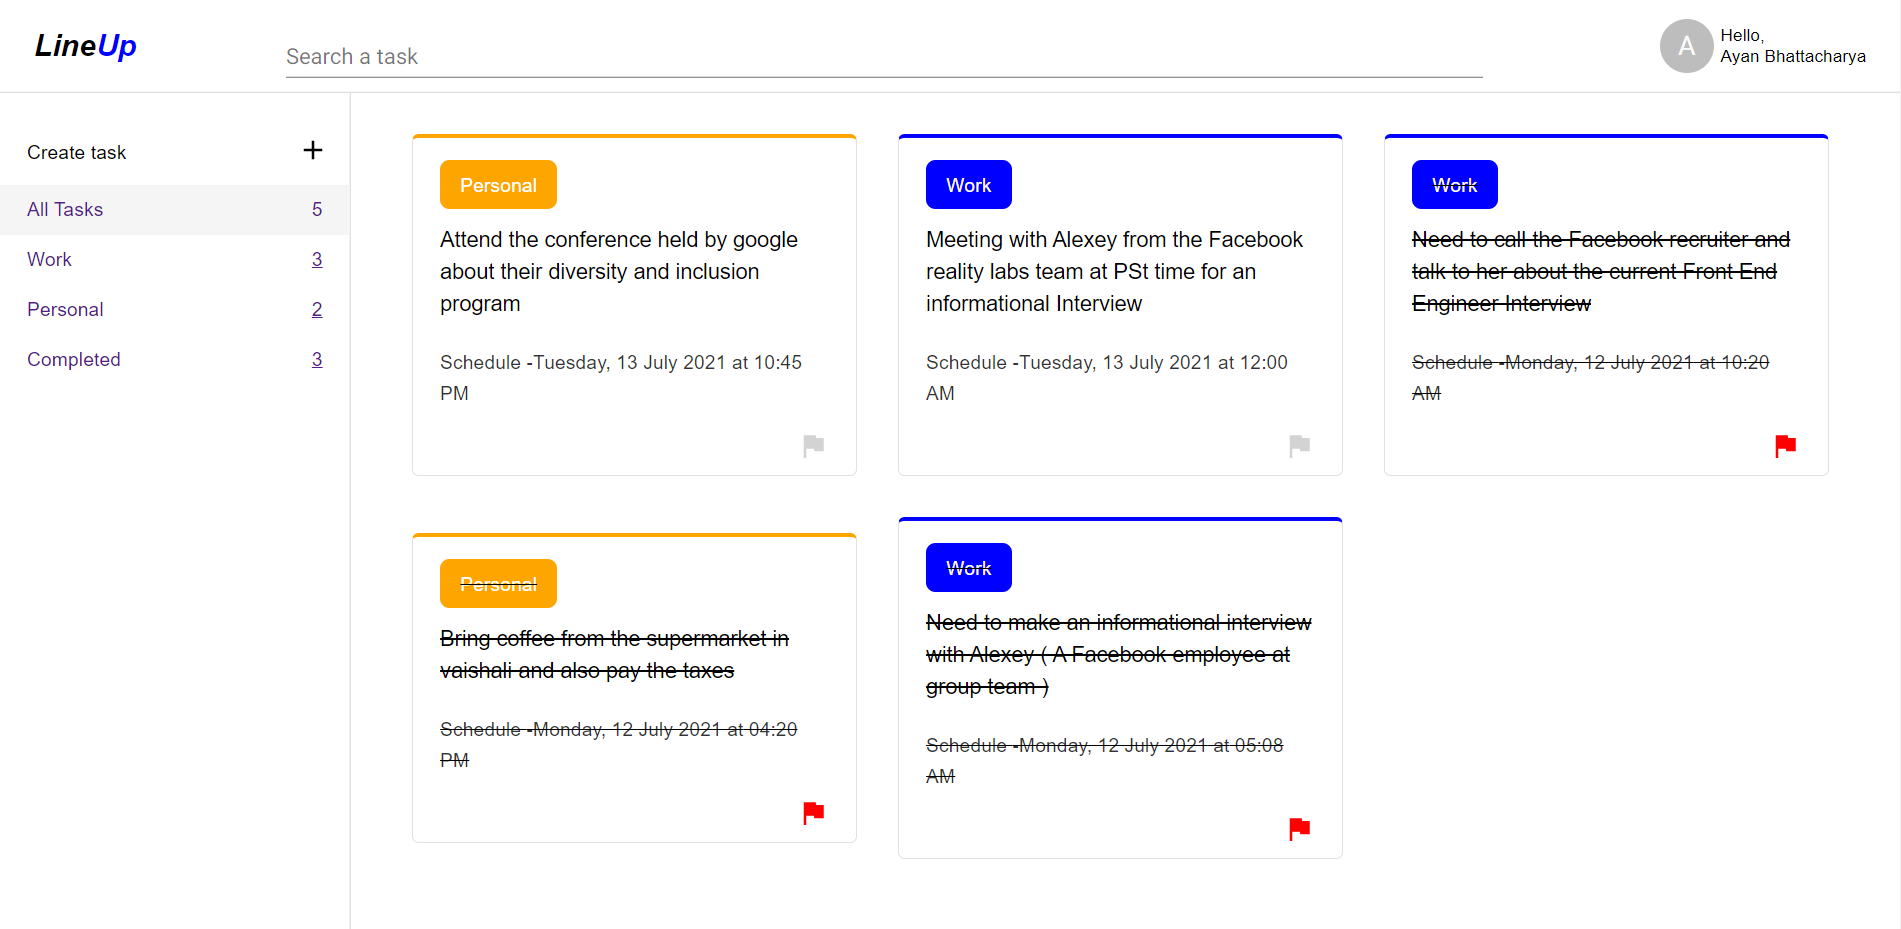 LineUp
Search a task
A
Hello,
Ayan Bhattacharya
Create task
All Tasks 5
Work 3
Personal 2
Completed 3
Personal
Attend the conference held by google
about their diversity and inclusion
program
Schedule -Tuesday, 13 July 2021 at 10:45
PM
Work
Meeting with Alexey from the Facebook
reality labs team at PSt time for an
informational Interview
Schedule -Tuesday, 13 July 2021 at 12:00
AM
Work
Need to call the Facebook recruiter and
talk to her about the current Front End
Engineer Interview
Schedule -Monday, 12 July 2021 at 10:20
AM
Personal
Bring coffee from the supermarket in
vaishali and also pay the taxes
Schedule -Monday, 12 July 2021 at 04:20
PM
Work
Need to make an informational interview
with Alexey ( A Facebook employee at
group team )
Schedule -Monday, 12 July 2021 at 05:08
AM